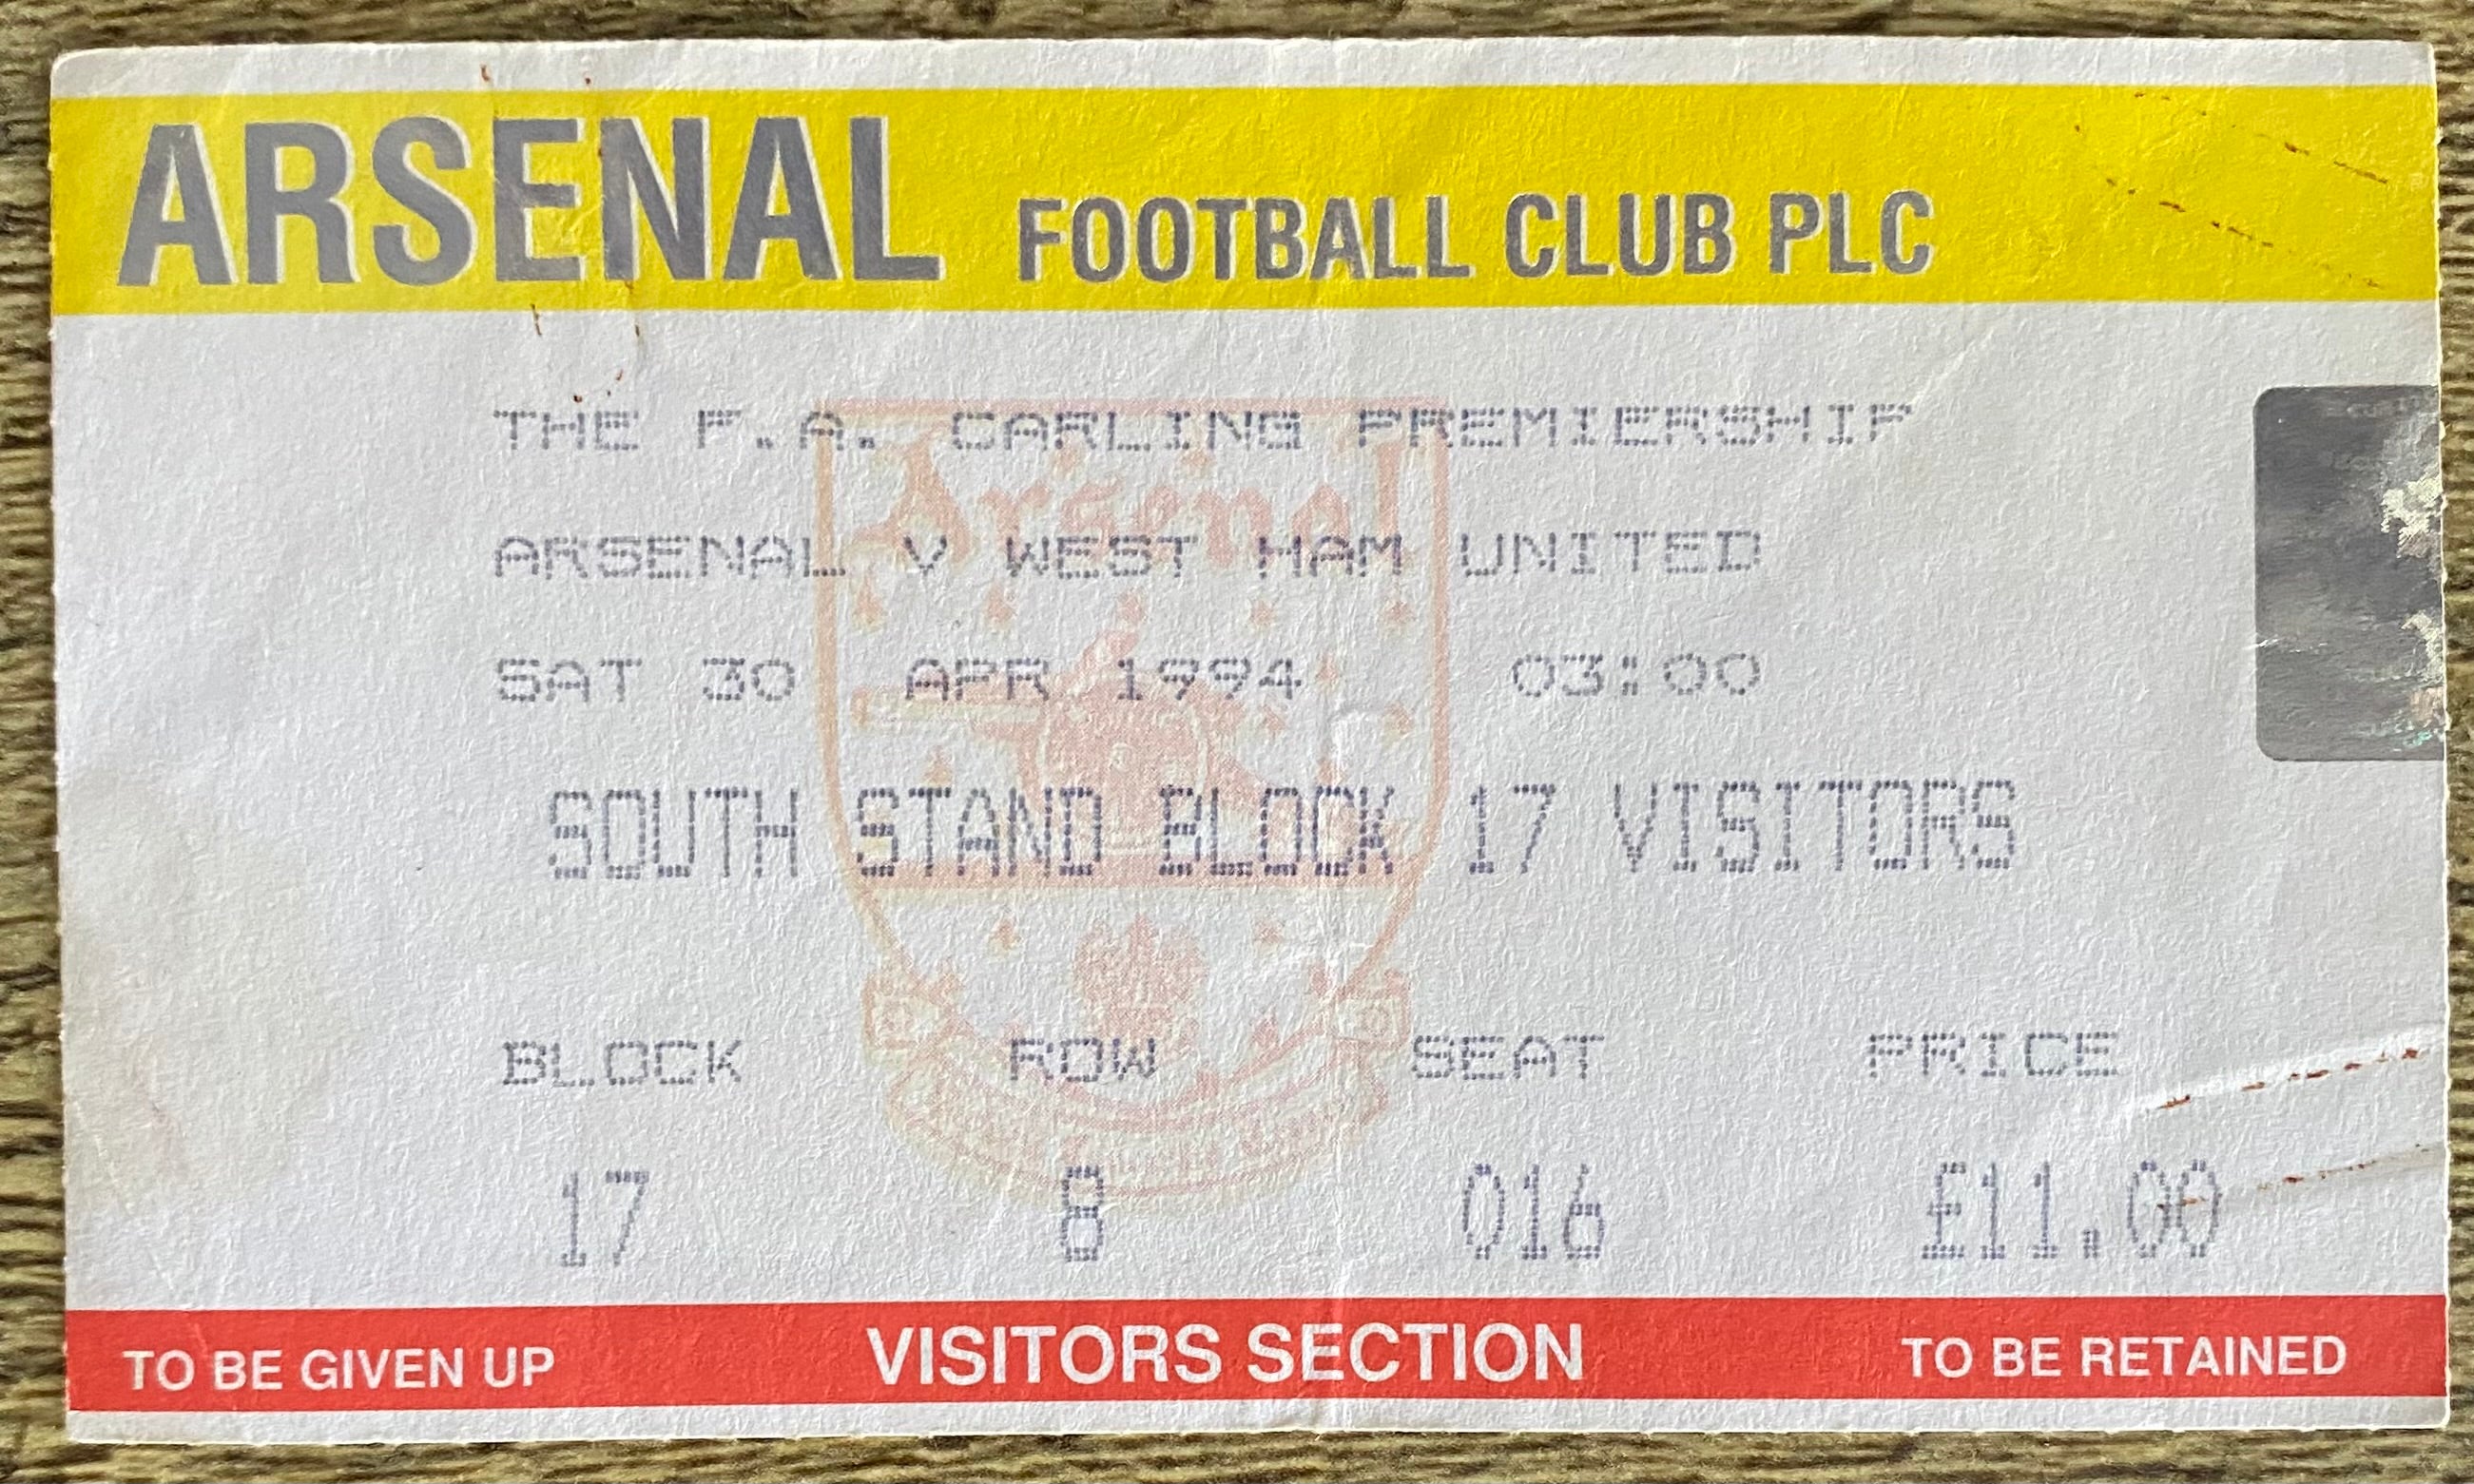 ARSENAL FOOTBALL CLUB PLC
THE F.A. CARLING PREMIERSHIP
Arsenal
ARSENAL V WEST HAM UNITED
SAT 30 APR 1994 03:00
SOUTH STAND BLOCK 17 VISITORS
BLOCK ROW SEAT PRICE
17 8 016 £11.00
TO BE GIVEN UP VISITORS SECTION TO BE RETAINED